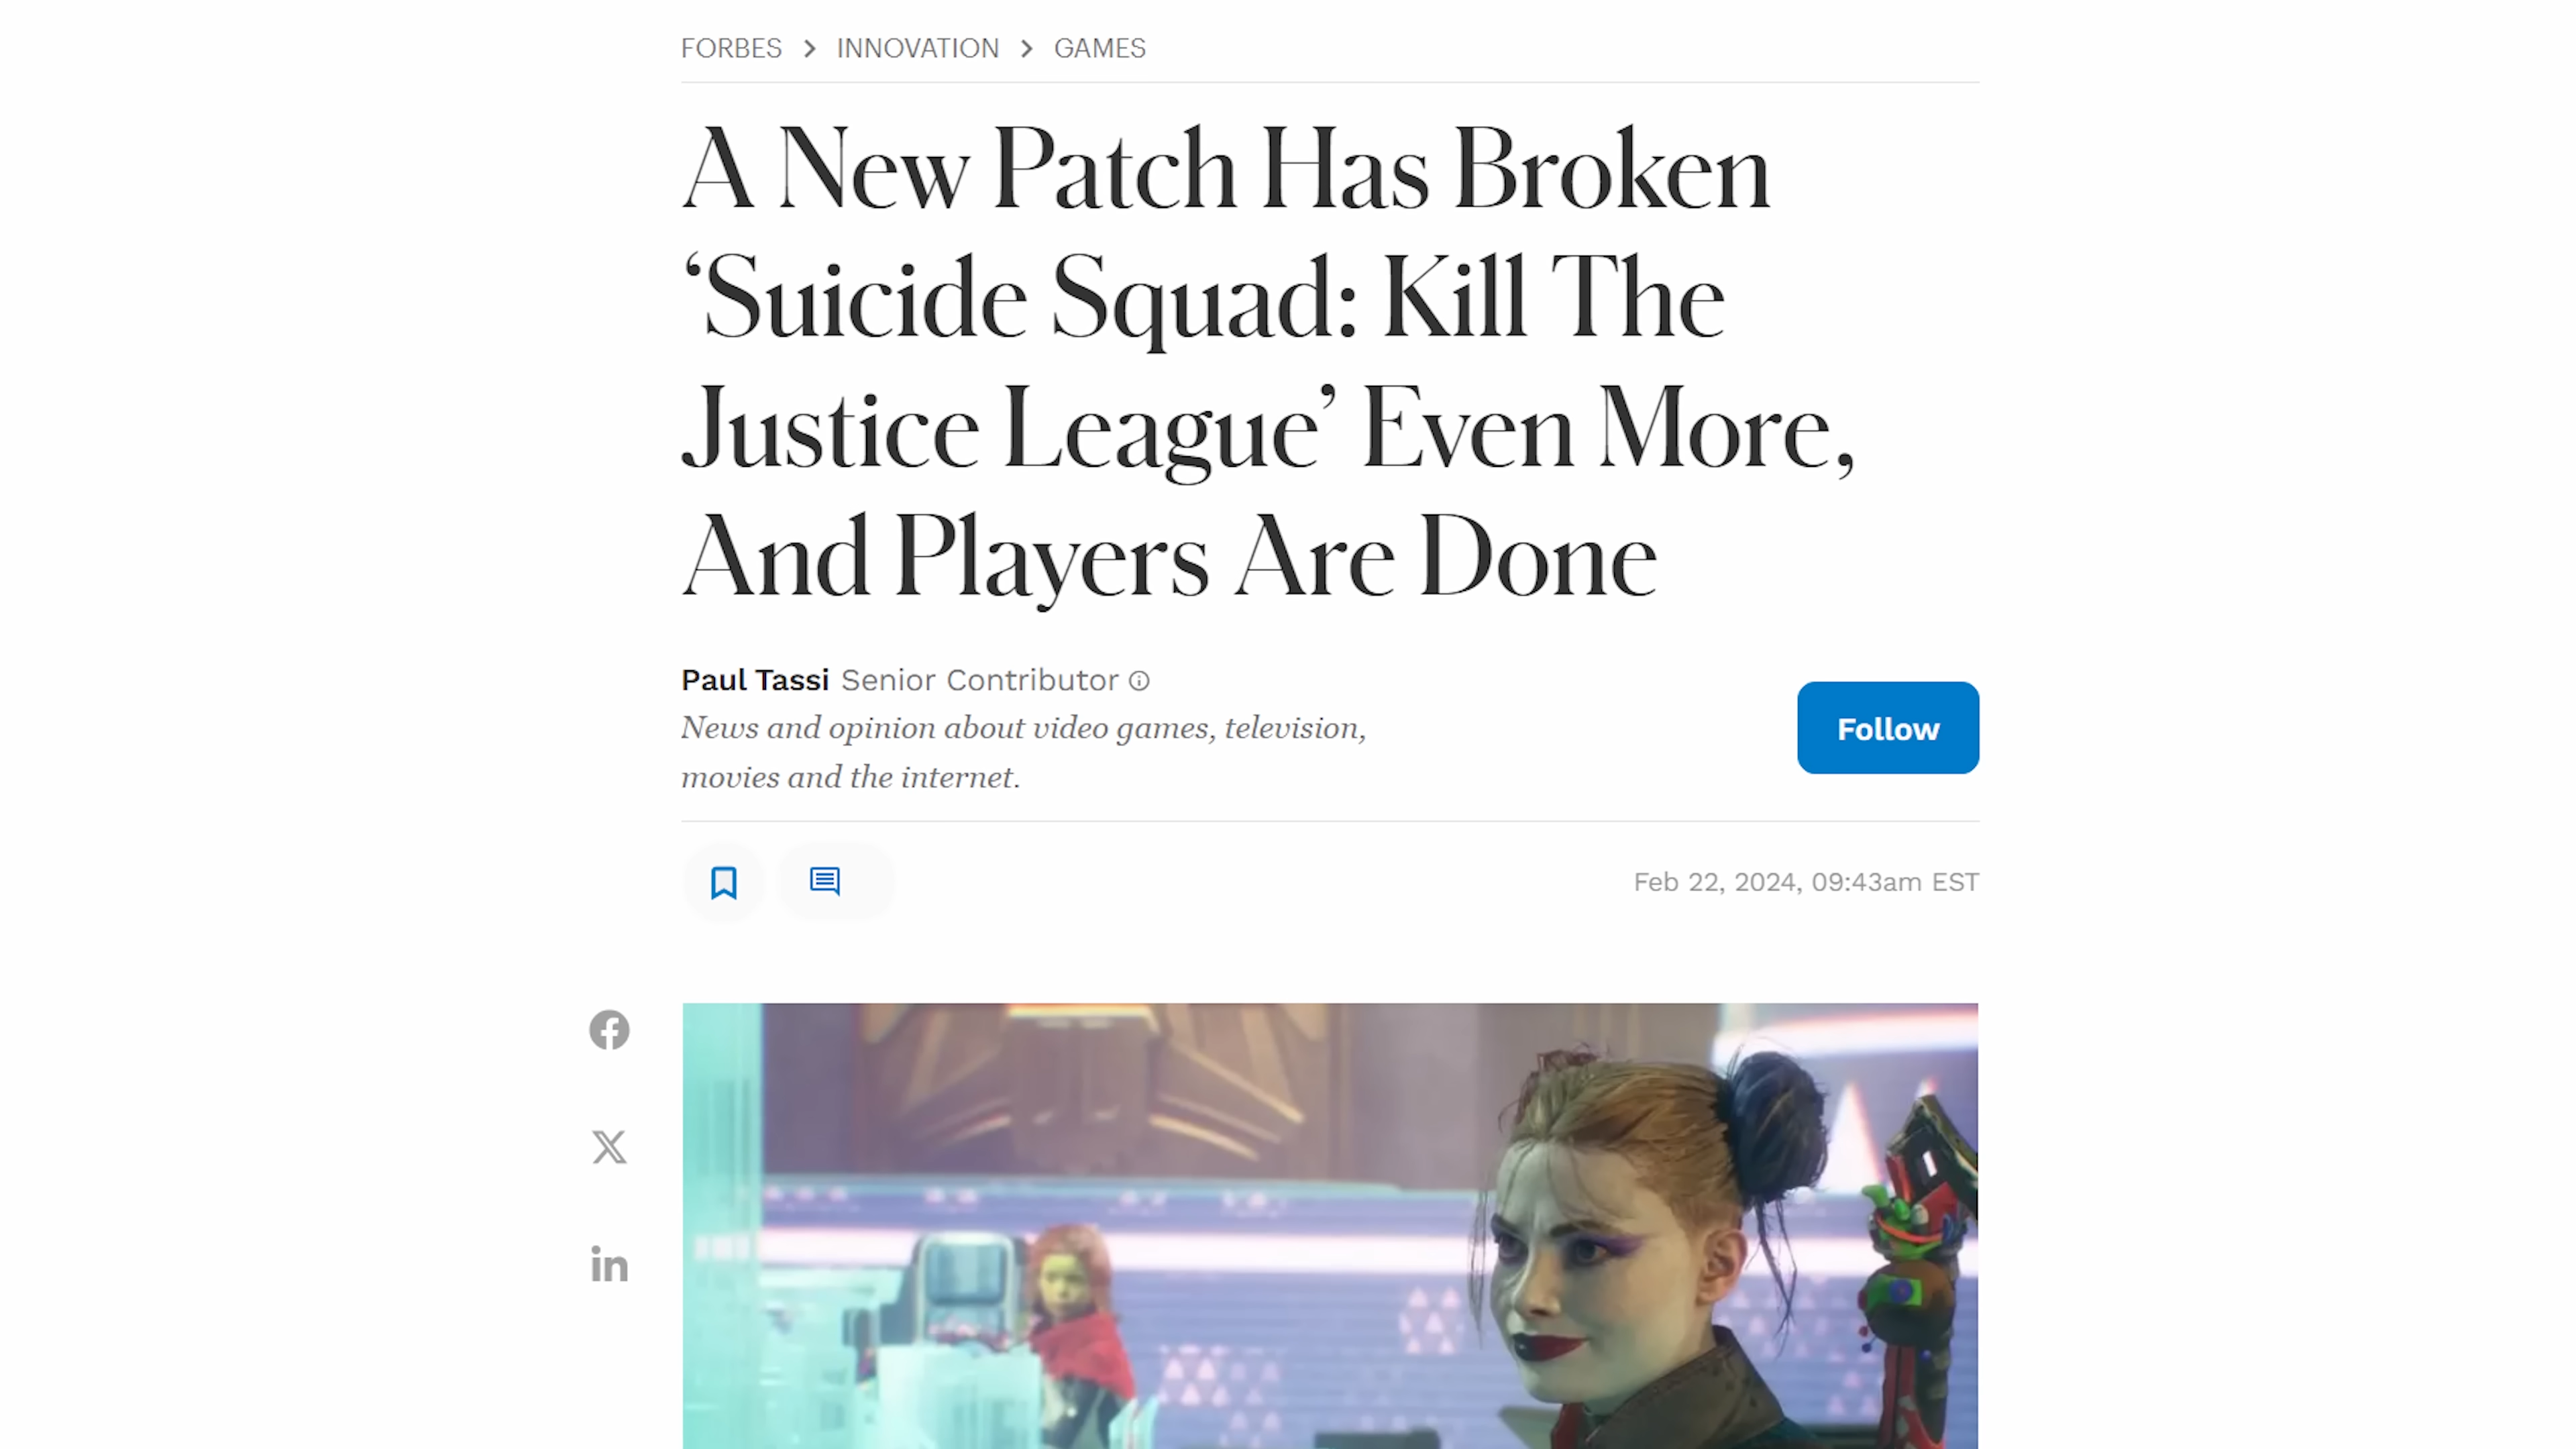 FORBES > INNOVATION > GAMES
A New Patch Has Broken
‘Suicide Squad: Kill The
Justice League’ Even More,
And Players Are Done
Paul Tassi Senior Contributor
News and opinion about video games, television,
movies and the internet.
Follow
Feb 22, 2024, 09:43am EST